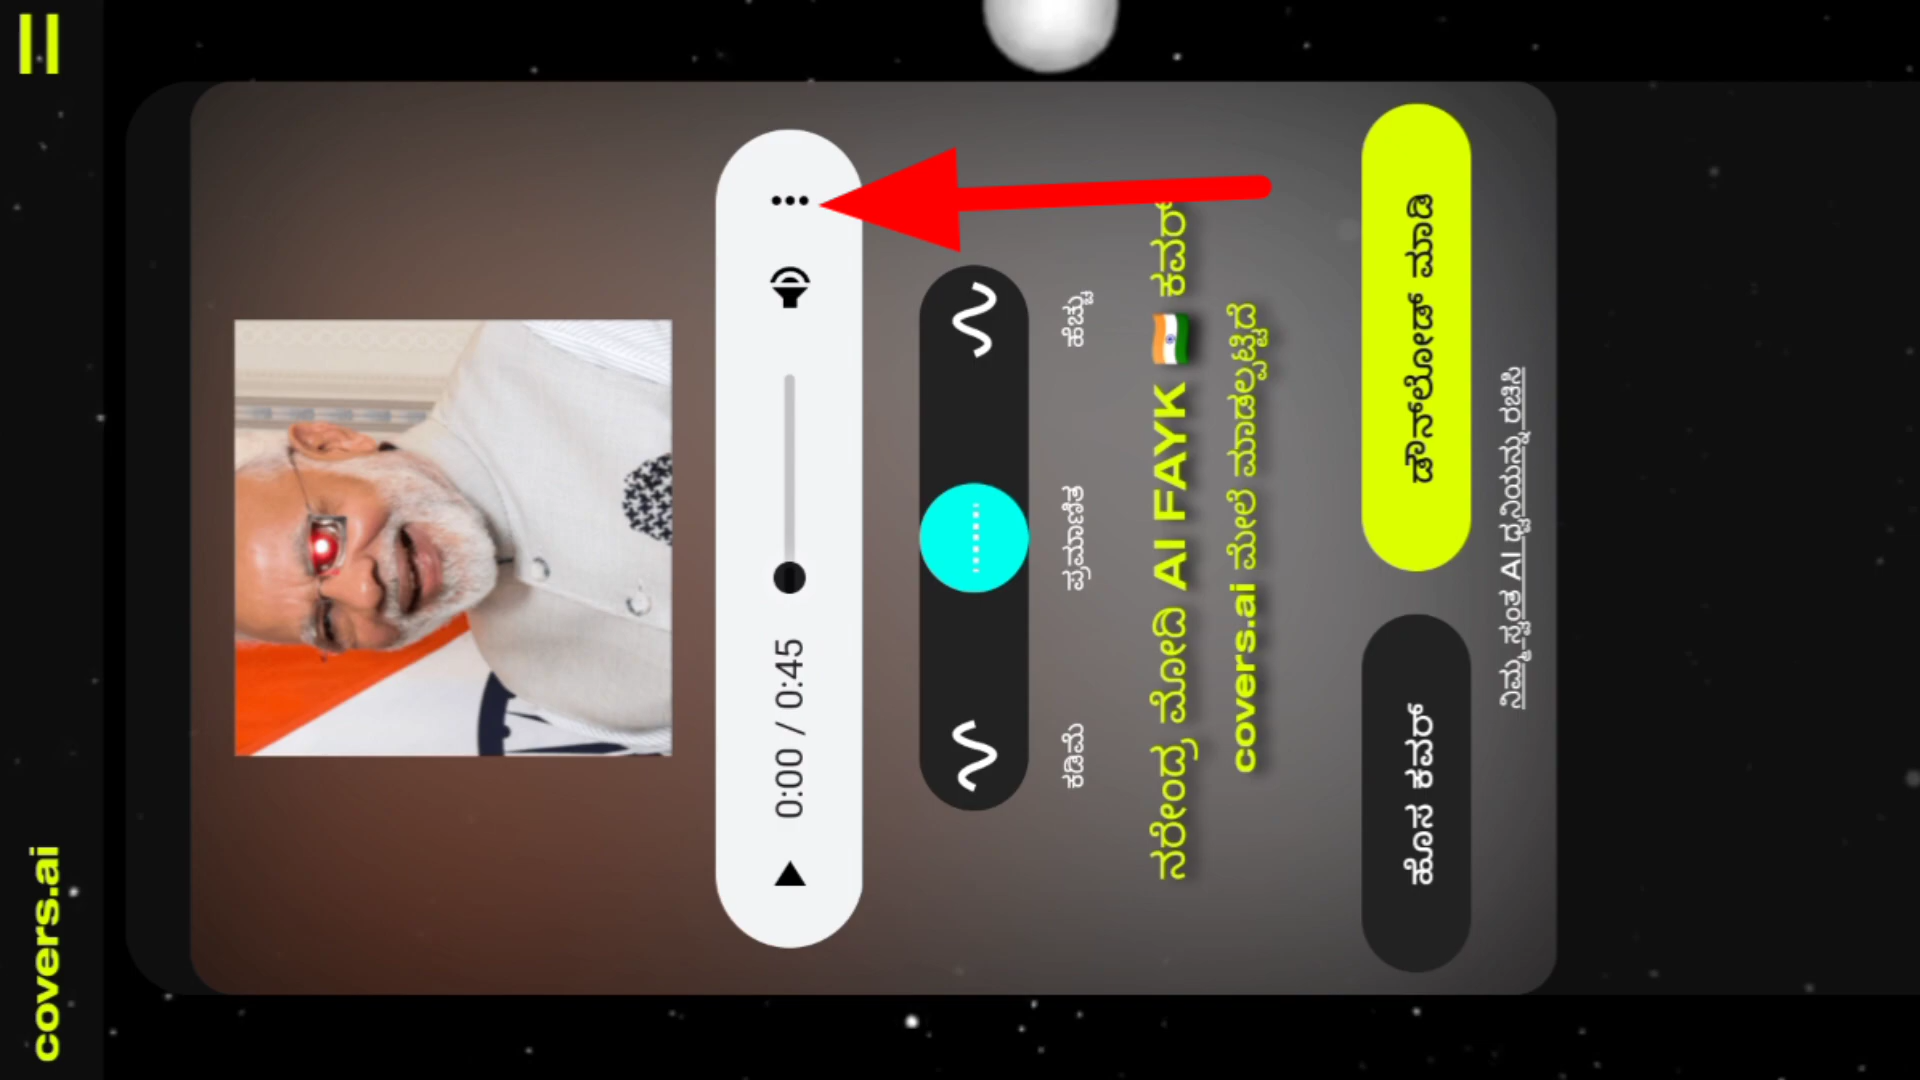 covers.ai
0:00 / 0:45
ಕಡಿಮೆ ಪ್ರಮಾಣಿತ ಹೆಚ್ಚು
ನರೇಂದ್ರ ಮೋದಿ AI FAYK 🇮🇳 ಕವರ್
covers.ai ಮೇಲೆ ಮಾಡಲ್ಪಟ್ಟಿದೆ
ಹೊಸ ಕವರ್ ಡೌನ್‌ಲೋಡ್ ಮಾಡಿ
ನಿಮ್ಮ ಸ್ವಂತ AI ಧ್ವನಿಯನ್ನು ರಚಿಸಿ